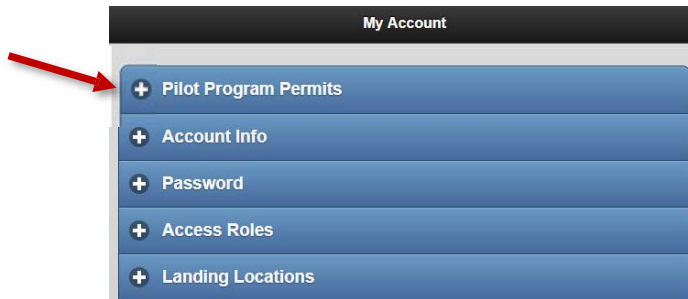 My Account
Pilot Program Permits
Account Info
Password
Access Roles
Landing Locations